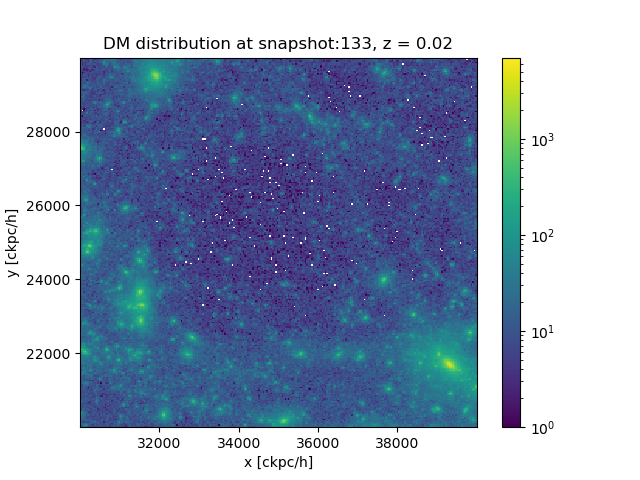 DM distribution at snapshot:133, z = 0.02
28000
26000
24000
22000
y [ckpc/h]
32000 34000 36000 38000
x [ckpc/h]
10³
10²
10¹
10⁰